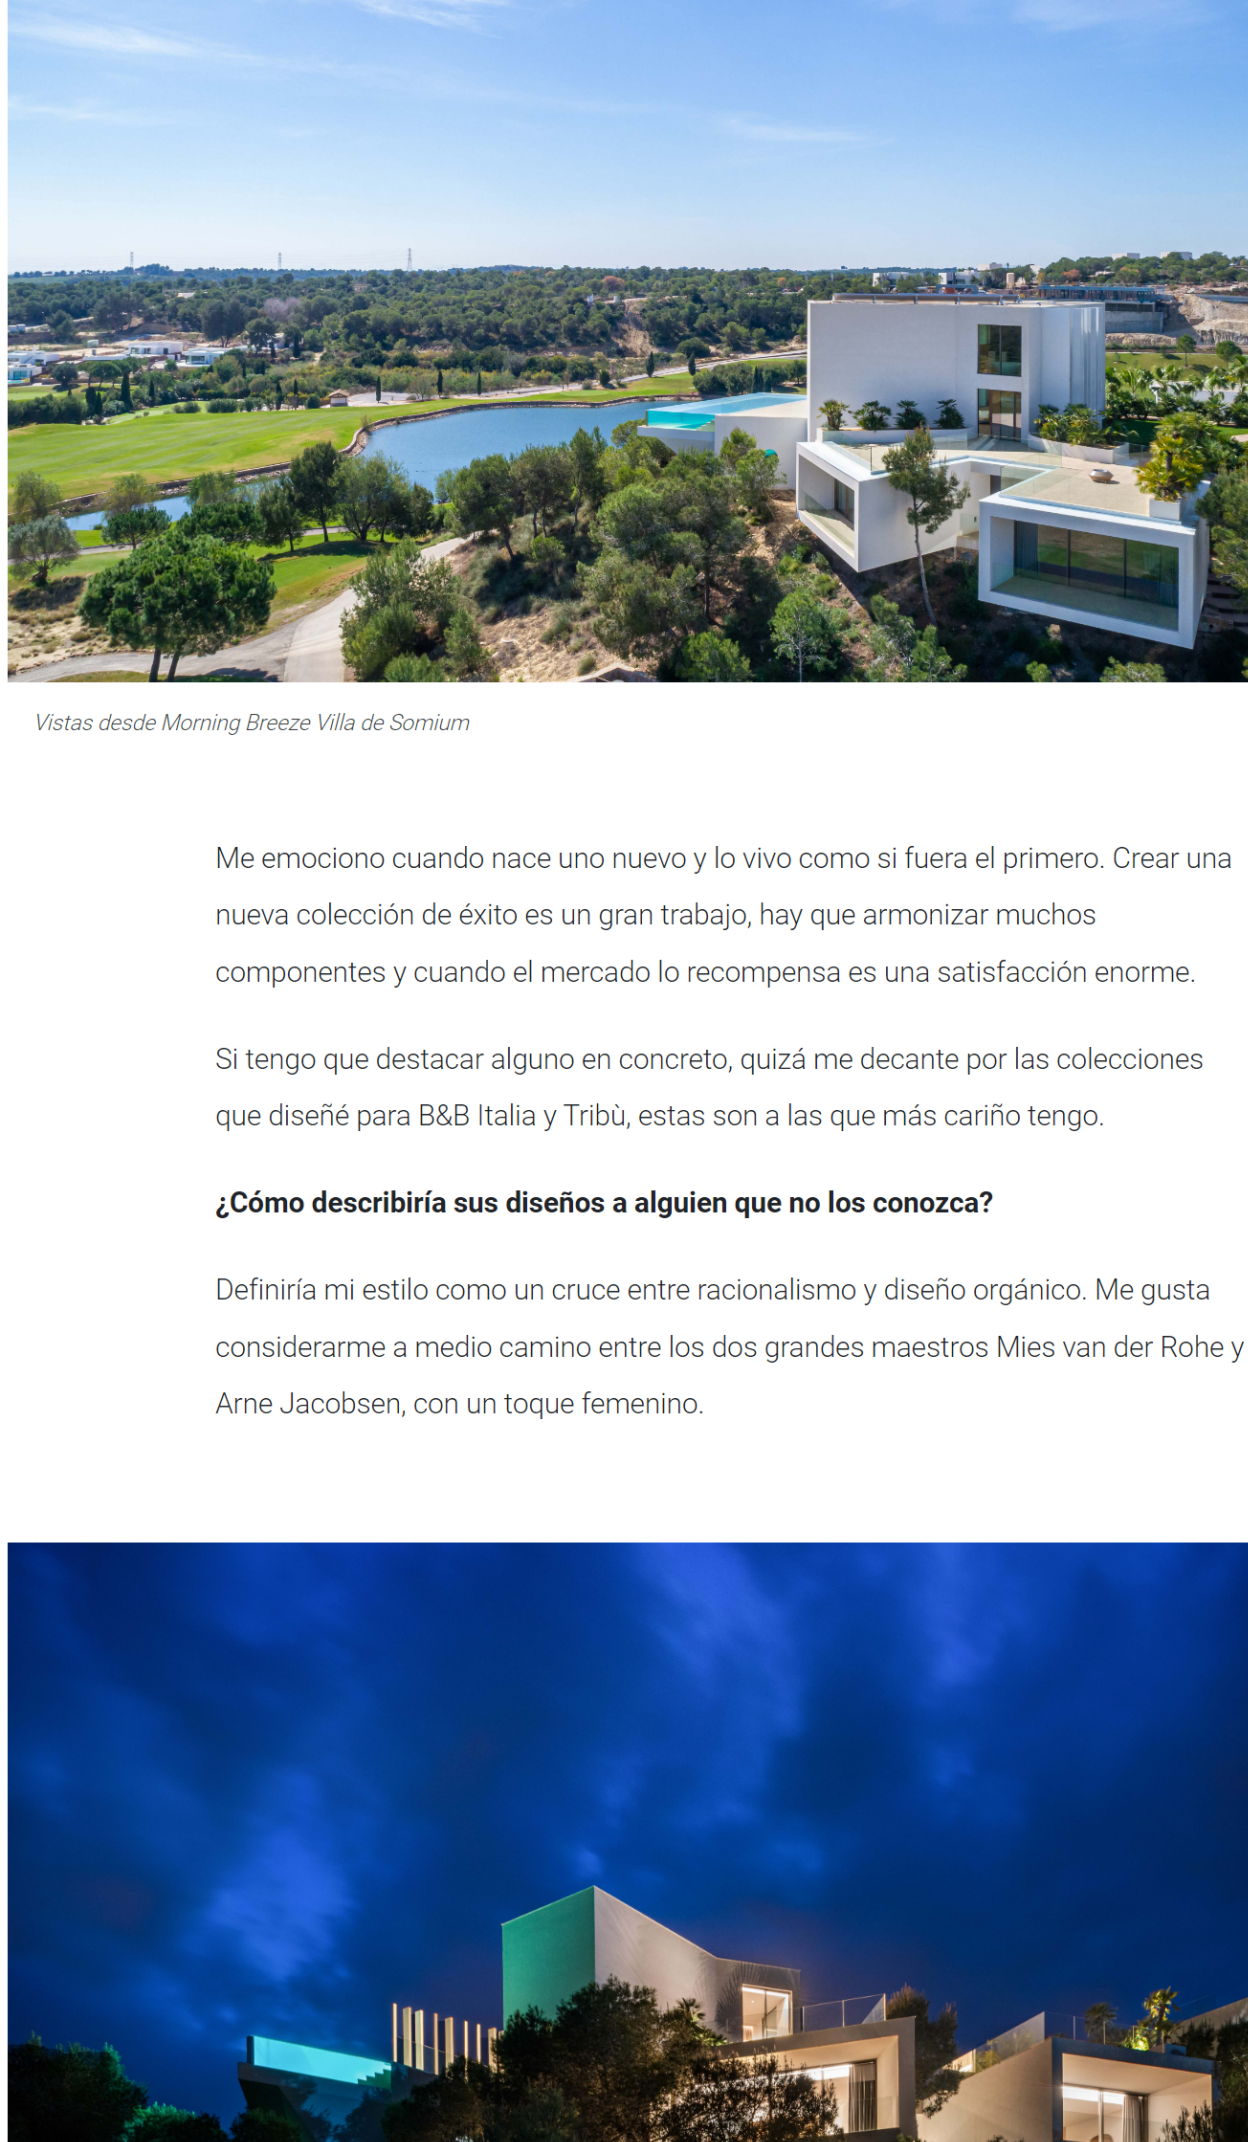 Vistas desde Morning Breeze Villa de Somium
Me emociono cuando nace uno nuevo y lo vivo como si fuera el primero. Crear una
nueva colección de éxito es un gran trabajo, hay que armonizar muchos
componentes y cuando el mercado lo recompensa es una satisfacción enorme.
Si tengo que destacar alguno en concreto, quizá me decante por las colecciones
que diseñé para B&B Italia y Tribù, estas son a las que más cariño tengo.
¿Cómo describiría sus diseños a alguien que no los conozca?
Definiría mi estilo como un cruce entre racionalismo y diseño orgánico. Me gusta
considerarme a medio camino entre los dos grandes maestros Mies van der Rohe y
Arne Jacobsen, con un toque femenino.